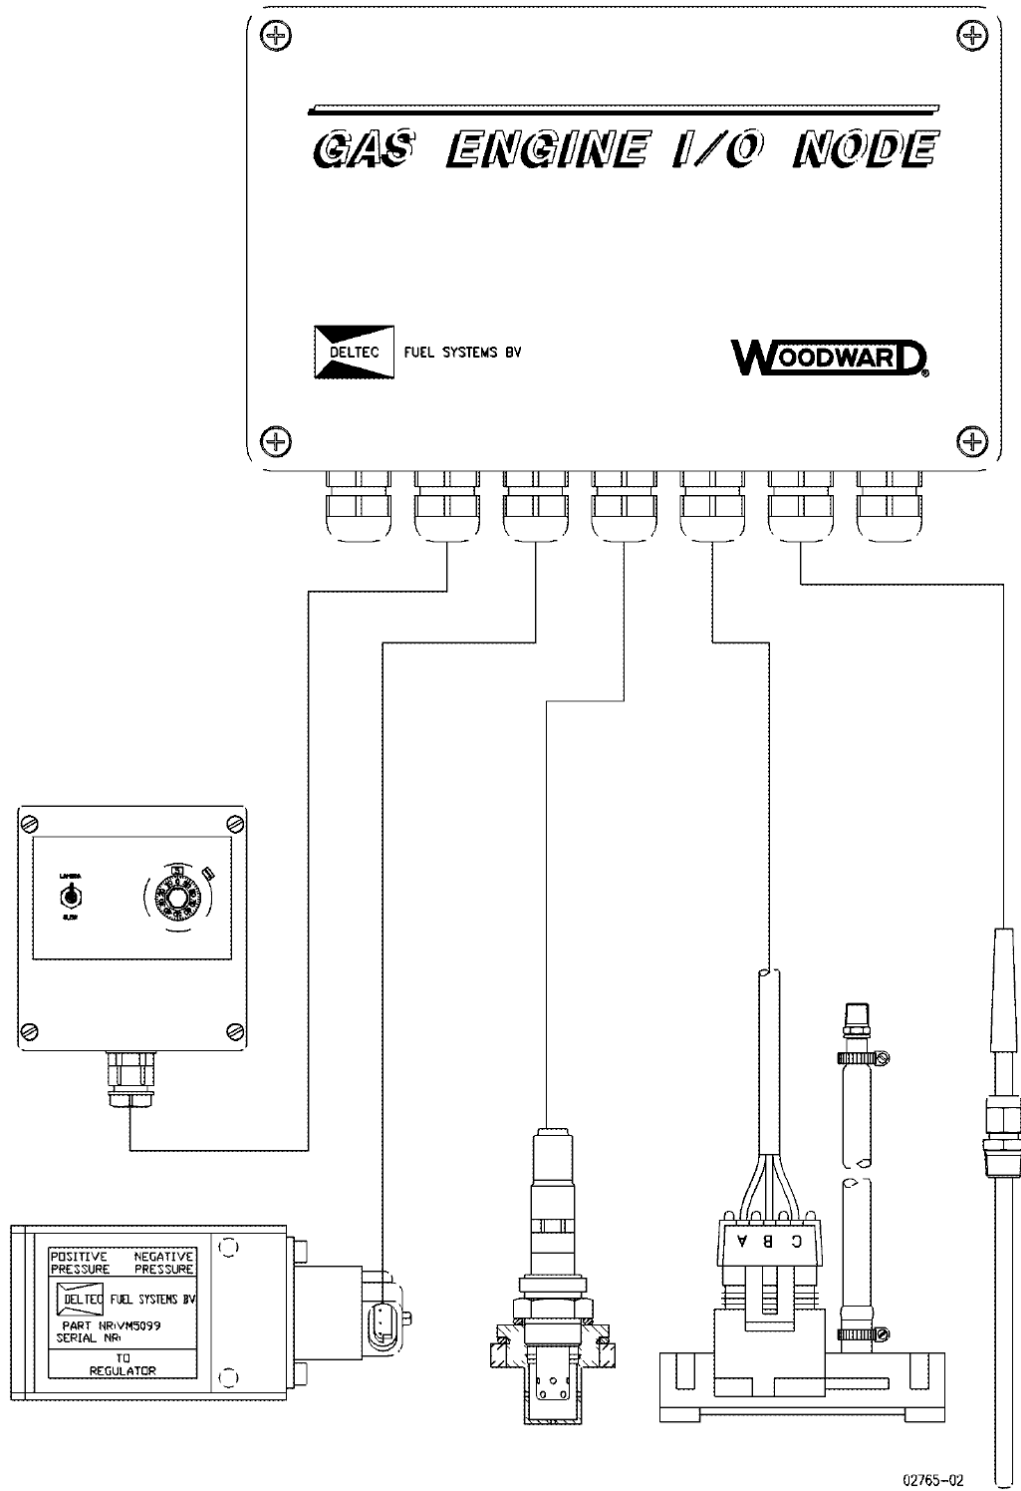 GAS ENGINE I/O NODE
DELTEC FUEL SYSTEMS BV
WOODWARD®
LAMBDA
POSITIVE NEGATIVE
PRESSURE PRESSURE
DELTEC FUEL SYSTEMS BV
PART NR:VM5099
SERIAL NR:
TO
REGULATOR
A B C
02765-02